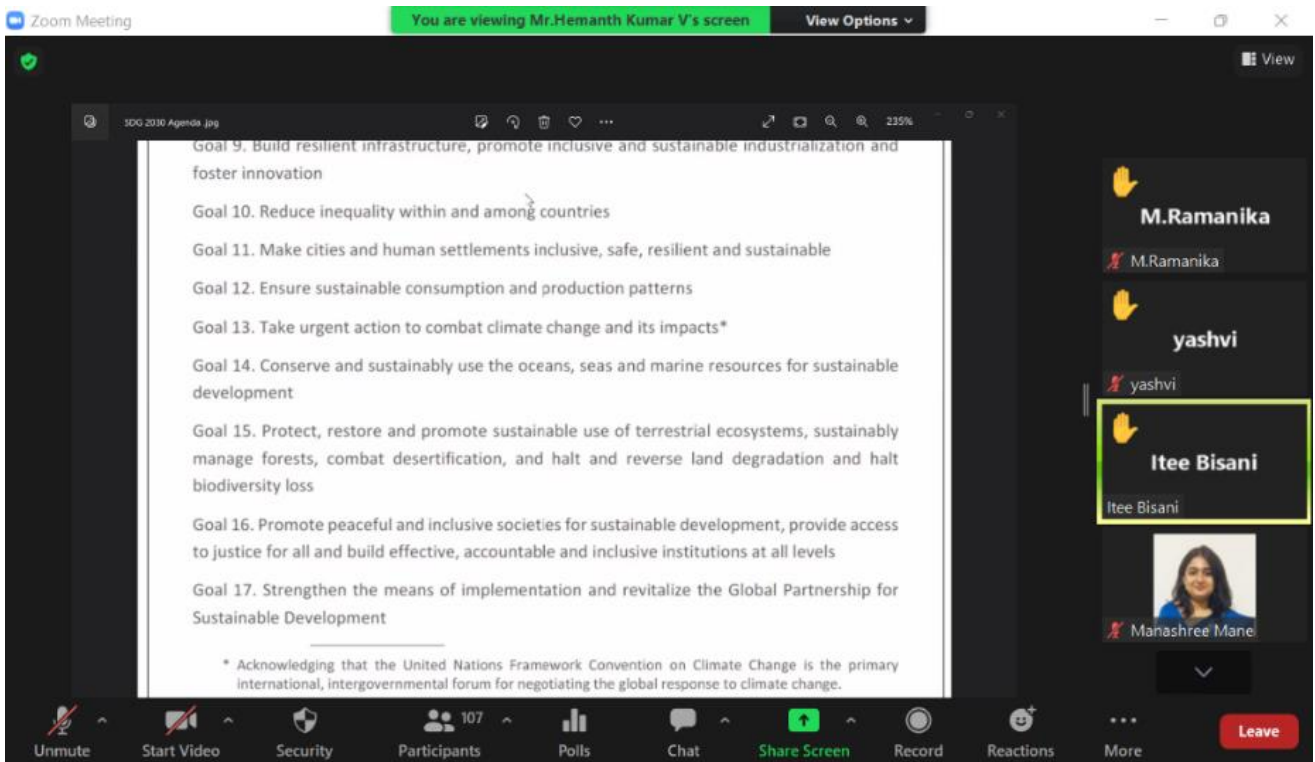 Zoom Meeting
You are viewing Mr.Hemanth Kumar V's screen
View Options
View
SDG 2030 Agenda .jpg
235%
Goal 9. Build resilient infrastructure, promote inclusive and sustainable industrialization and
foster innovation
Goal 10. Reduce inequality within and among countries
Goal 11. Make cities and human settlements inclusive, safe, resilient and sustainable
Goal 12. Ensure sustainable consumption and production patterns
Goal 13. Take urgent action to combat climate change and its impacts*
Goal 14. Conserve and sustainably use the oceans, seas and marine resources for sustainable
development
Goal 15. Protect, restore and promote sustainable use of terrestrial ecosystems, sustainably
manage forests, combat desertification, and halt and reverse land degradation and halt
biodiversity loss
Goal 16. Promote peaceful and inclusive societies for sustainable development, provide access
to justice for all and build effective, accountable and inclusive institutions at all levels
Goal 17. Strengthen the means of implementation and revitalize the Global Partnership for
Sustainable Development
* Acknowledging that the United Nations Framework Convention on Climate Change is the primary
international, intergovernmental forum for negotiating the global response to climate change.
M.Ramanika
M.Ramanika
yashvi
yashvi
Itee Bisani
Itee Bisani
Manashree Mane
Unmute
Start Video
Security
107
Participants
Polls
Chat
Share Screen
Record
Reactions
More
Leave